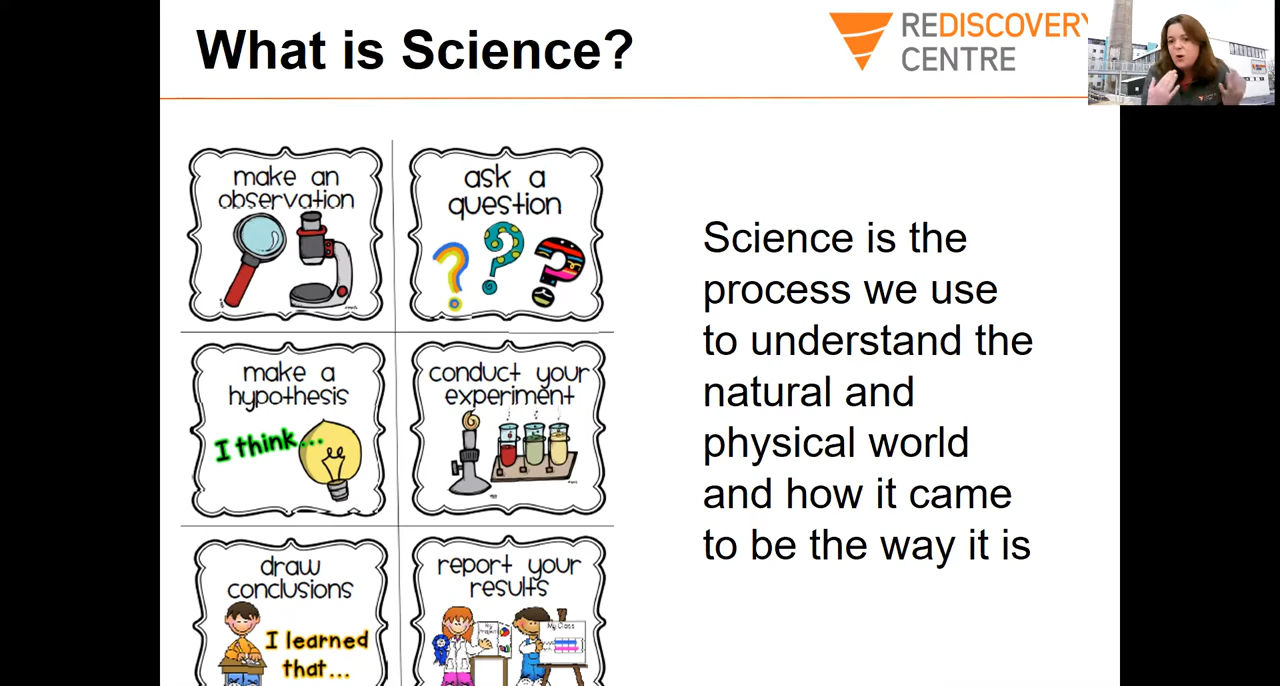 What is Science?
REDISCOVERY
CENTRE
make an
observation
ask a
question
make a
hypothesis
I think...
conduct your
experiment
draw
conclusions
I learned
that...
report your
results
My Class
Science is the
process we use
to understand the
natural and
physical world
and how it came
to be the way it is